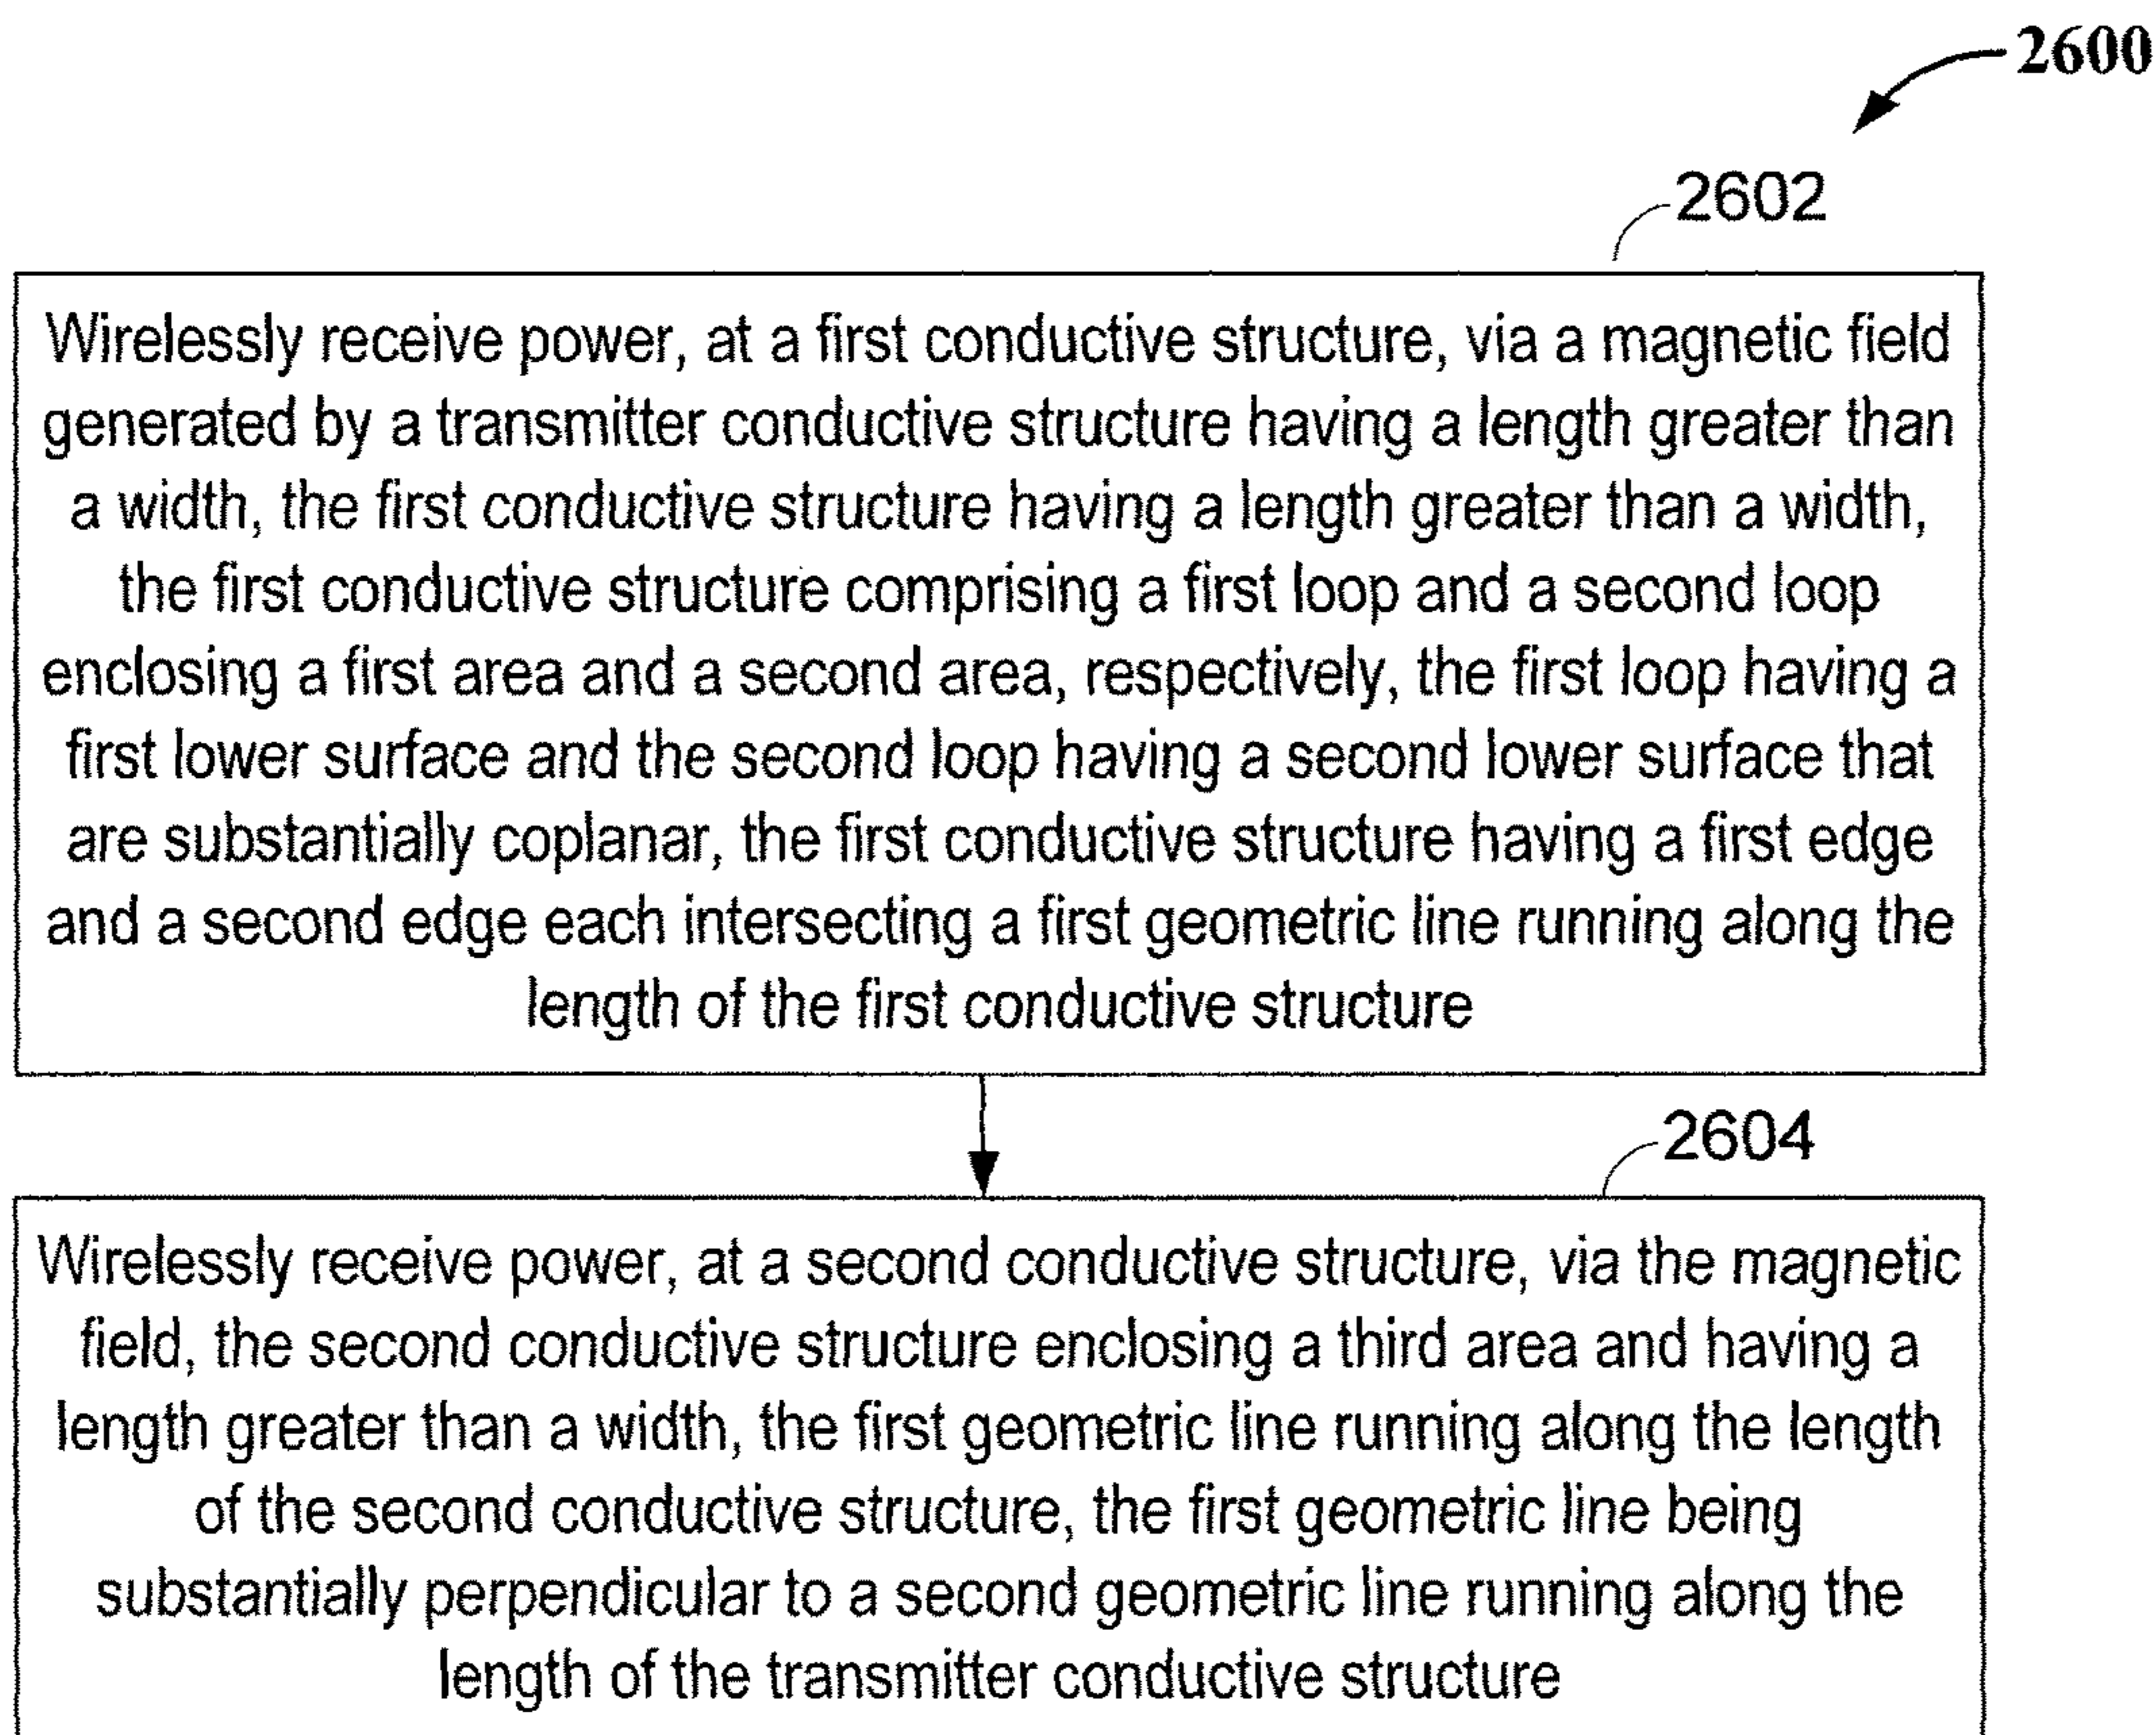 2600
2602
Wirelessly receive power, at a first conductive structure, via a magnetic field
generated by a transmitter conductive structure having a length greater than
a width, the first conductive structure having a length greater than a width,
the first conductive structure comprising a first loop and a second loop
enclosing a first area and a second area, respectively, the first loop having a
first lower surface and the second loop having a second lower surface that
are substantially coplanar, the first conductive structure having a first edge
and a second edge each intersecting a first geometric line running along the
length of the first conductive structure
2604
Wirelessly receive power, at a second conductive structure, via the magnetic
field, the second conductive structure enclosing a third area and having a
length greater than a width, the first geometric line running along the length
of the second conductive structure, the first geometric line being
substantially perpendicular to a second geometric line running along the
length of the transmitter conductive structure